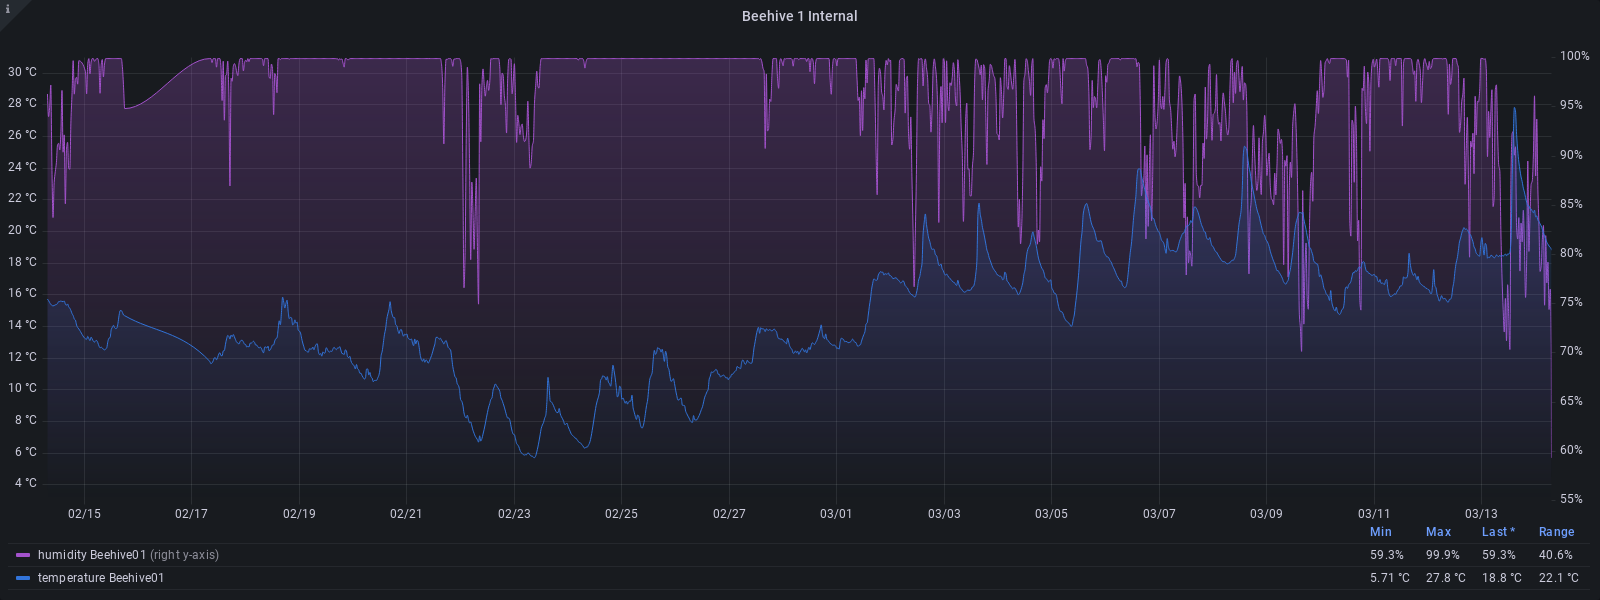 i
Beehive 1 Internal
30 °C
28 °C
26 °C
24 °C
22 °C
20 °C
18 °C
16 °C
14 °C
12 °C
10 °C
8 °C
6 °C
4 °C
100%
95%
90%
85%
80%
75%
70%
65%
60%
55%
02/15 02/17 02/19 02/21 02/23 02/25 02/27 03/01 03/03 03/05 03/07 03/09 03/11 03/13
Min Max Last * Range
humidity Beehive01 (right y-axis) 59.3% 99.9% 59.3% 40.6%
temperature Beehive01 5.71 °C 27.8 °C 18.8 °C 22.1 °C